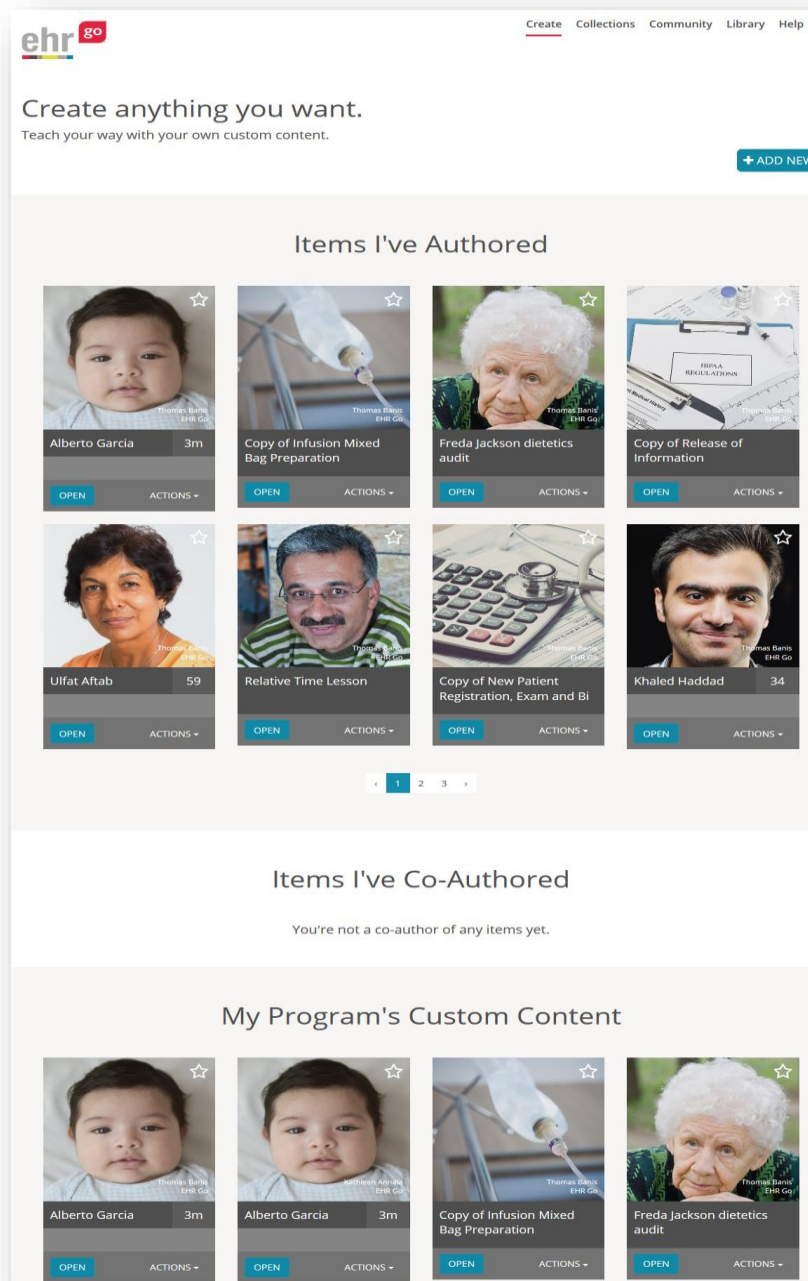 ehr go
Create Collections Community Library Help
Create anything you want.
Teach your way with your own custom content.
+ ADD NEW
Items I've Authored
Thomas Banis
EHR Go
Alberto Garcia 3m
OPEN ACTIONS
Thomas Banis
EHR Go
Copy of Infusion Mixed
Bag Preparation
OPEN ACTIONS
Thomas Banis
EHR Go
Freda Jackson dietetics
audit
OPEN ACTIONS
HIPAA
REGULATIONS
Medical History
Thomas Banis
EHR Go
Copy of Release of
Information
OPEN ACTIONS
Thomas Banis
EHR Go
Ulfat Aftab 59
OPEN ACTIONS
Thomas Banis
EHR Go
Relative Time Lesson
OPEN ACTIONS
Thomas Banis
EHR Go
Copy of New Patient
Registration, Exam and Bi
OPEN ACTIONS
Thomas Banis
EHR Go
Khaled Haddad 34
OPEN ACTIONS
‹ 1 2 3 ›
Items I've Co-Authored
You're not a co-author of any items yet.
My Program's Custom Content
Thomas Banis
EHR Go
Alberto Garcia 3m
OPEN ACTIONS
Kathleen Annala
EHR Go
Alberto Garcia 3m
OPEN ACTIONS
Thomas Banis
EHR Go
Copy of Infusion Mixed
Bag Preparation
OPEN ACTIONS
Thomas Banis
EHR Go
Freda Jackson dietetics
audit
OPEN ACTIONS